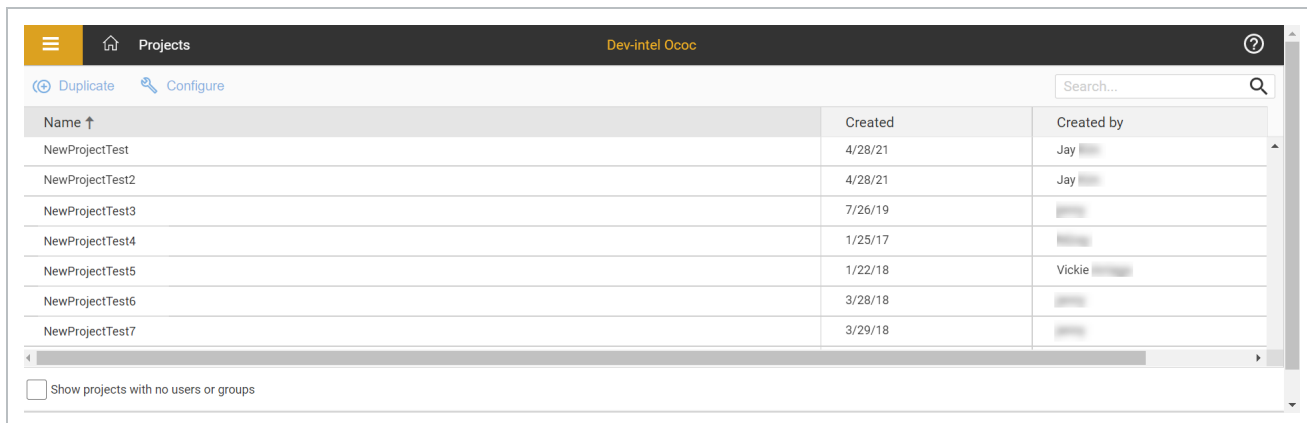 Projects
Dev-intel Ococ
Duplicate Configure Search...
Name Created Created by
NewProjectTest 4/28/21 Jay
NewProjectTest2 4/28/21 Jay
NewProjectTest3 7/26/19
NewProjectTest4 1/25/17
NewProjectTest5 1/22/18 Vickie
NewProjectTest6 3/28/18
NewProjectTest7 3/29/18
Show projects with no users or groups